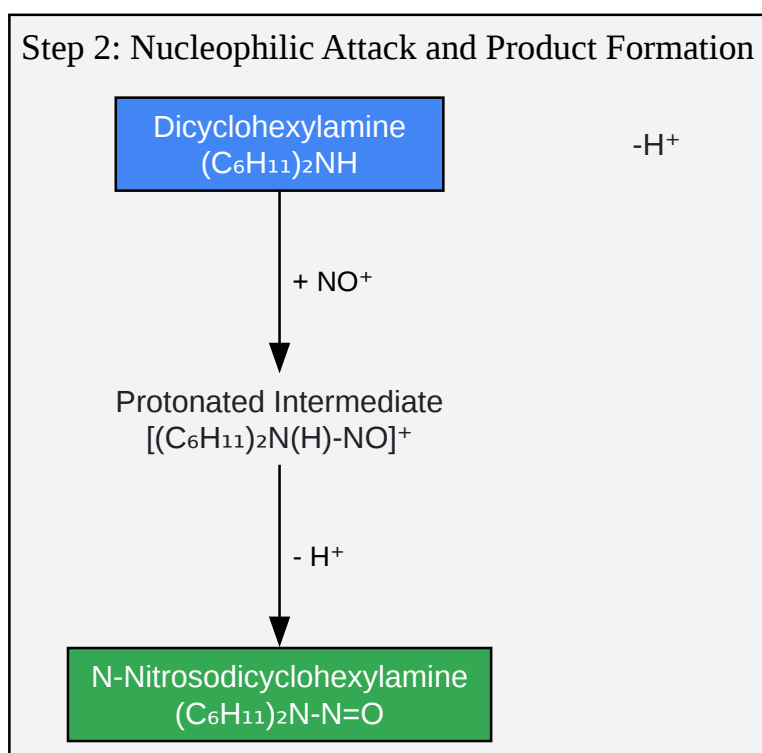 Step 2: Nucleophilic Attack and Product Formation
Dicyclohexylamine
(C₆H₁₁)₂NH
-H⁺
+ NO⁺
Protonated Intermediate
[(C₆H₁₁)₂N(H)-NO]⁺
- H⁺
N-Nitrosodicyclohexylamine
(C₆H₁₁)₂N-N=O